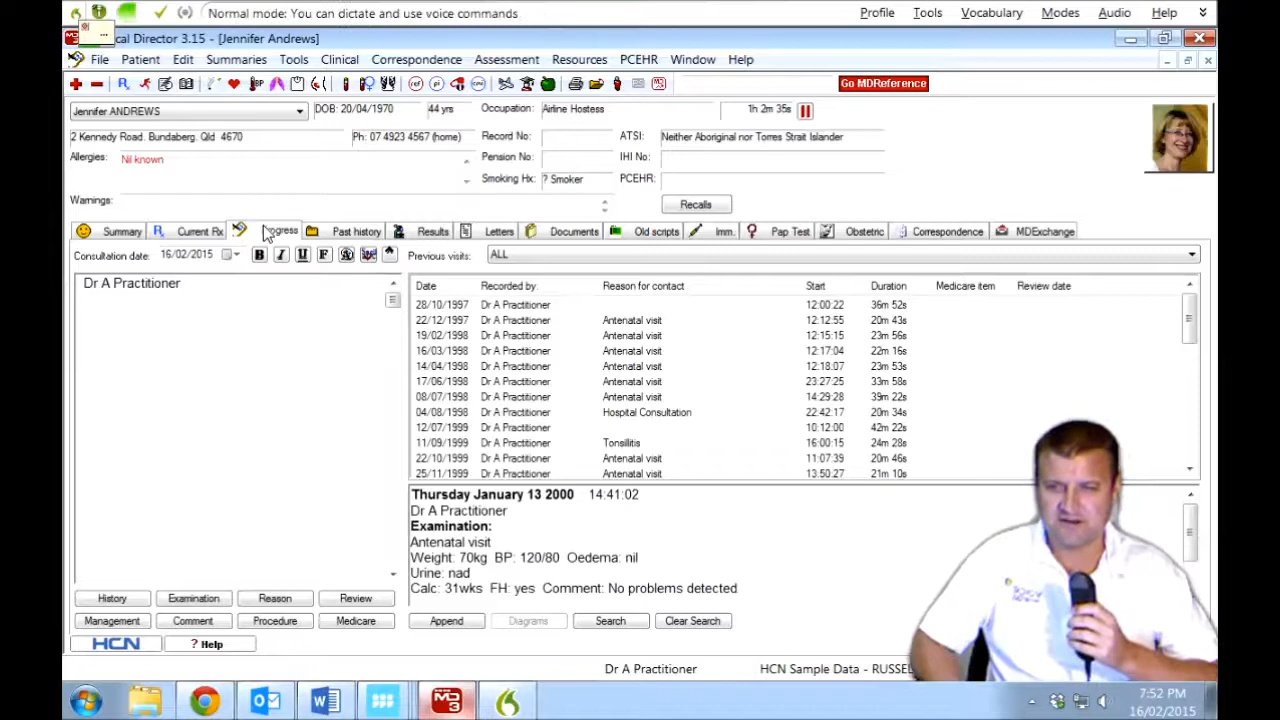 Normal mode: You can dictate and use voice commands
Profile Tools Vocabulary Modes Audio Help
...
cal Director 3.15 - [Jennifer Andrews]
File Patient Edit Summaries Tools Clinical Correspondence Assessment Resources PCEHR Window Help
Go MDReference
Jennifer ANDREWS DOB: 20/04/1970 44 yrs Occupation: Airline Hostess 1h 2m 35s
2 Kennedy Road. Bundaberg. Qld 4670 Ph: 07 4923 4567 (home) Record No: ATSI: Neither Aboriginal nor Torres Strait Islander
Allergies: Nil known Pension No: IHI No:
Smoking Hx: ? Smoker PCEHR:
Warnings: Recalls
Summary Current Rx Progress Past history Results Letters Documents Old scripts Imm. Pap Test Obstetric Correspondence MDExchange
Consultation date: 16/02/2015 B I U F Previous visits: ALL
Dr A Practitioner
Date Recorded by: Reason for contact Start Duration Medicare item Review date
28/10/1997 Dr A Practitioner 12:00:22 36m 52s
22/12/1997 Dr A Practitioner Antenatal visit 12:12:55 20m 43s
19/02/1998 Dr A Practitioner Antenatal visit 12:15:15 23m 56s
16/03/1998 Dr A Practitioner Antenatal visit 12:17:04 22m 16s
14/04/1998 Dr A Practitioner Antenatal visit 12:18:07 23m 53s
17/06/1998 Dr A Practitioner Antenatal visit 23:27:25 33m 58s
08/07/1998 Dr A Practitioner Antenatal visit 14:29:28 39m 22s
04/08/1998 Dr A Practitioner Hospital Consultation 22:42:17 20m 34s
12/07/1999 Dr A Practitioner 10:12:00 42m 22s
11/09/1999 Dr A Practitioner Tonsillitis 16:00:15 24m 28s
22/10/1999 Dr A Practitioner Antenatal visit 11:07:39 20m 46s
25/11/1999 Dr A Practitioner Antenatal visit 13:50:27 21m 10s
Thursday January 13 2000 14:41:02
Dr A Practitioner
Examination:
Antenatal visit
Weight: 70kg BP: 120/80 Oedema: nil
Urine: nad
Calc: 31wks FH: yes Comment: No problems detected
History Examination Reason Review
Management Comment Procedure Medicare Append Diagrams Search Clear Search
HCN ? Help
Dr A Practitioner HCN Sample Data - RUSSEL
7:52 PM
16/02/2015